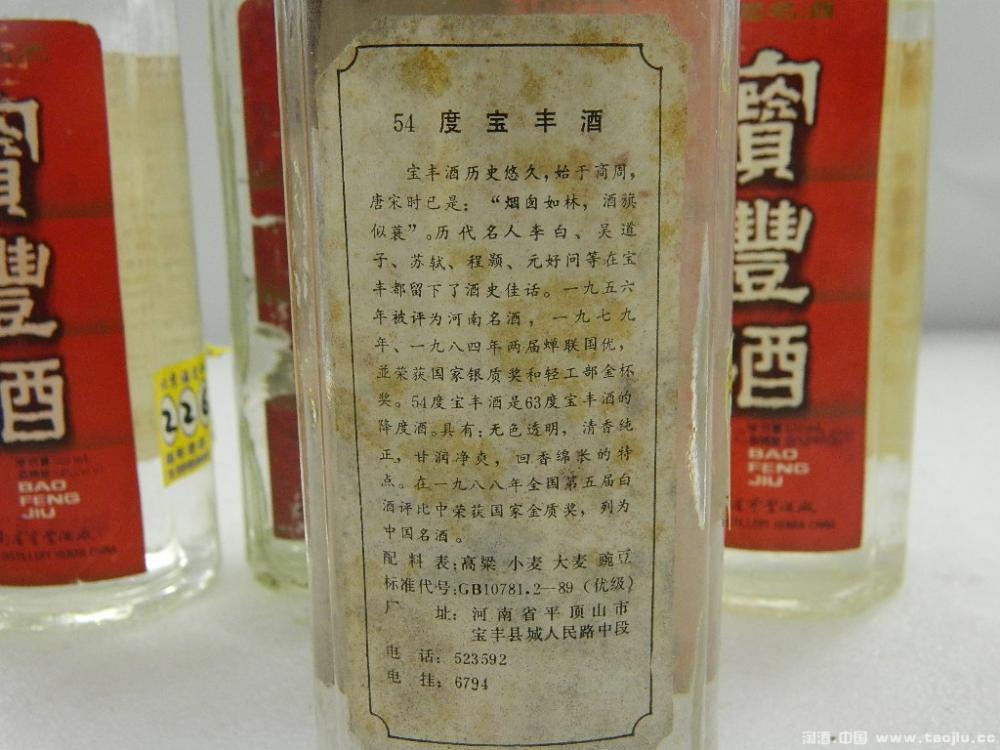 54 度宝丰酒
宝丰酒历史悠久，始于商周，
唐宋时已是：“烟囱如林，酒旗
似蓑”。历代名人李白、吴道
子、苏轼、程颢、元好问等在宝
丰都留下了酒史佳话。一九五六
年被评为河南名酒，一九七九
年、一九八四年两届蝉联国优，
並荣获国家银质奖和轻工部金杯
奖。54度宝丰酒是63度宝丰酒的
降度酒。具有：无色透明，清香纯
正，甘润净爽，回香绵长的特
点。在一九八八年全国第五届白
酒评比中荣获国家金质奖，列为
中国名酒。
配料表：高粱 小麦 大麦 豌豆
标准代号：GB10781.2—89（优级）
厂址：河南省平顶山市
宝丰县城人民路中段
电话：523592
电挂：6794
寶
豐
酒
BAO
FENG
JIU
DISTILLERY HENAN CHINA
226
名酒
寶
豐
酒
BAO
FENG
JIU
淘酒.中国 www.taojiu.cc